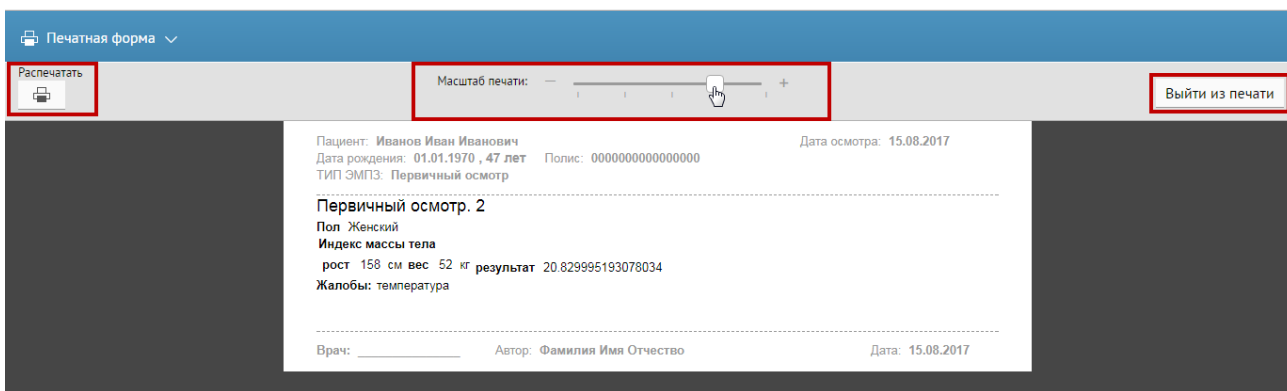 Печатная форма
Распечатать
Масштаб печати: — +
Выйти из печати
Пациент: Иванов Иван Иванович Дата осмотра: 15.08.2017
Дата рождения: 01.01.1970 , 47 лет Полис: 0000000000000000
ТИП ЭМПЗ: Первичный осмотр
Первичный осмотр. 2
Пол Женский
Индекс массы тела
рост 158 см вес 52 кг результат 20.829995193078034
Жалобы: температура
Врач: Автор: Фамилия Имя Отчество Дата: 15.08.2017